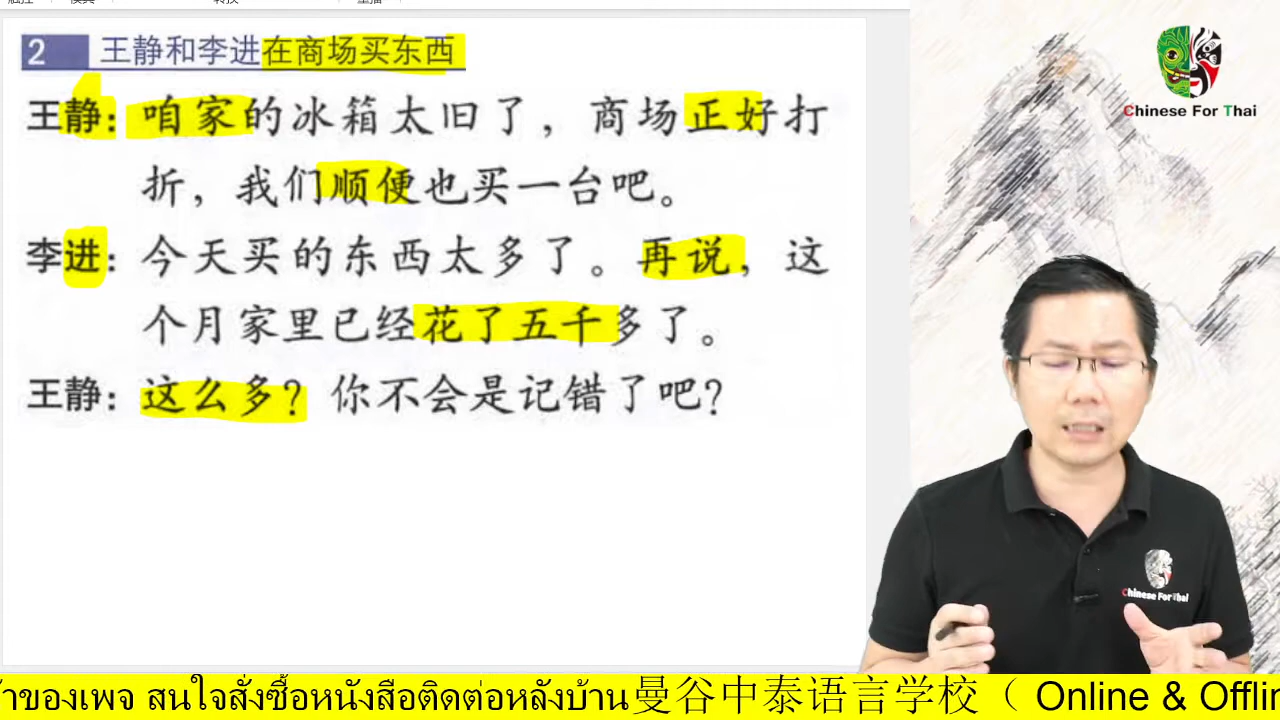 2 王静和李进在商场买东西
王静：咱家的冰箱太旧了，商场正好打
折，我们顺便也买一台吧。
李进：今天买的东西太多了。再说，这
个月家里已经花了五千多了。
王静：这么多？你不会是记错了吧？
Chinese For Thai
Chinese For Thai
ของเพจ สนใจสั่งซื้อหนังสือติดต่อหลังบ้าน曼谷中泰语言学校（ Online &